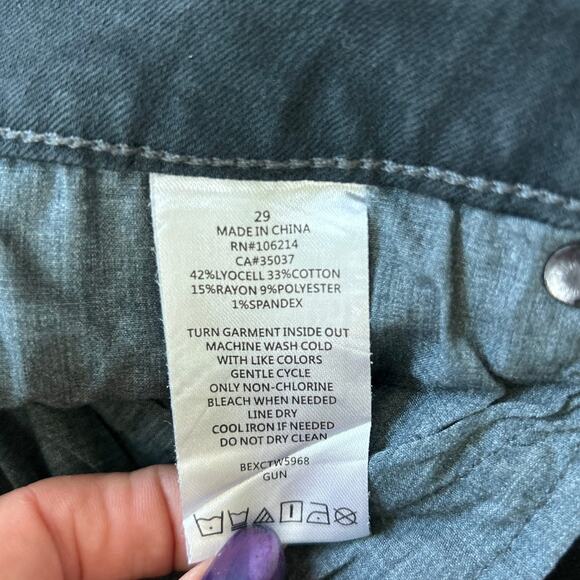 29
MADE IN CHINA
RN#106214
CA#35037
42%LYOCELL 33%COTTON
15%RAYON 9%POLYESTER
1%SPANDEX
TURN GARMENT INSIDE OUT
MACHINE WASH COLD
WITH LIKE COLORS
GENTLE CYCLE
ONLY NON-CHLORINE
BLEACH WHEN NEEDED
LINE DRY
COOL IRON IF NEEDED
DO NOT DRY CLEAN
BEXCTW5968
GUN